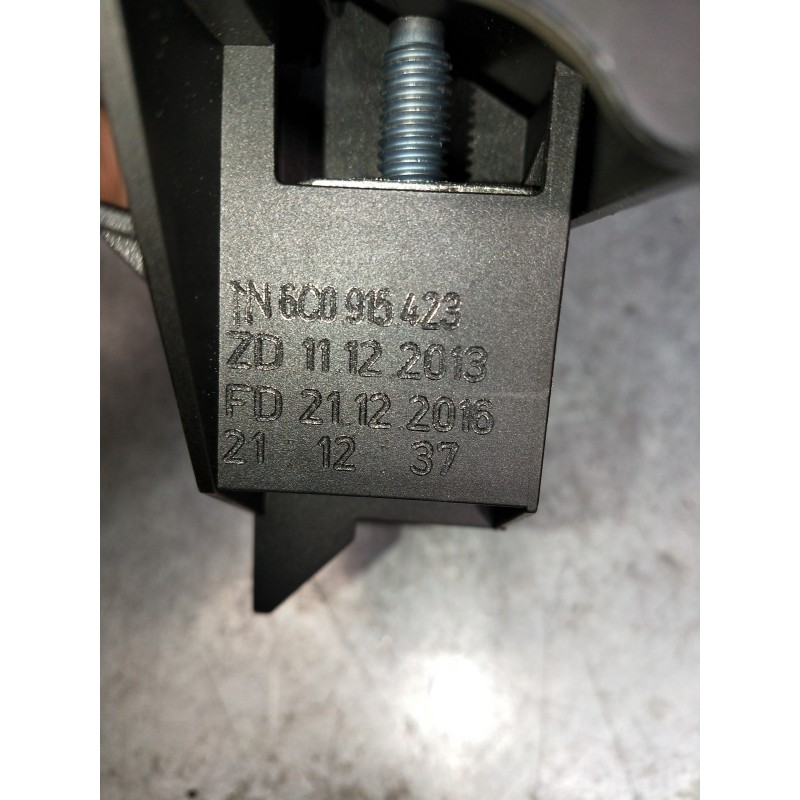 TN 6C0 915 423
ZD 11.12.2013
FD 21.12.2016
21 12 37